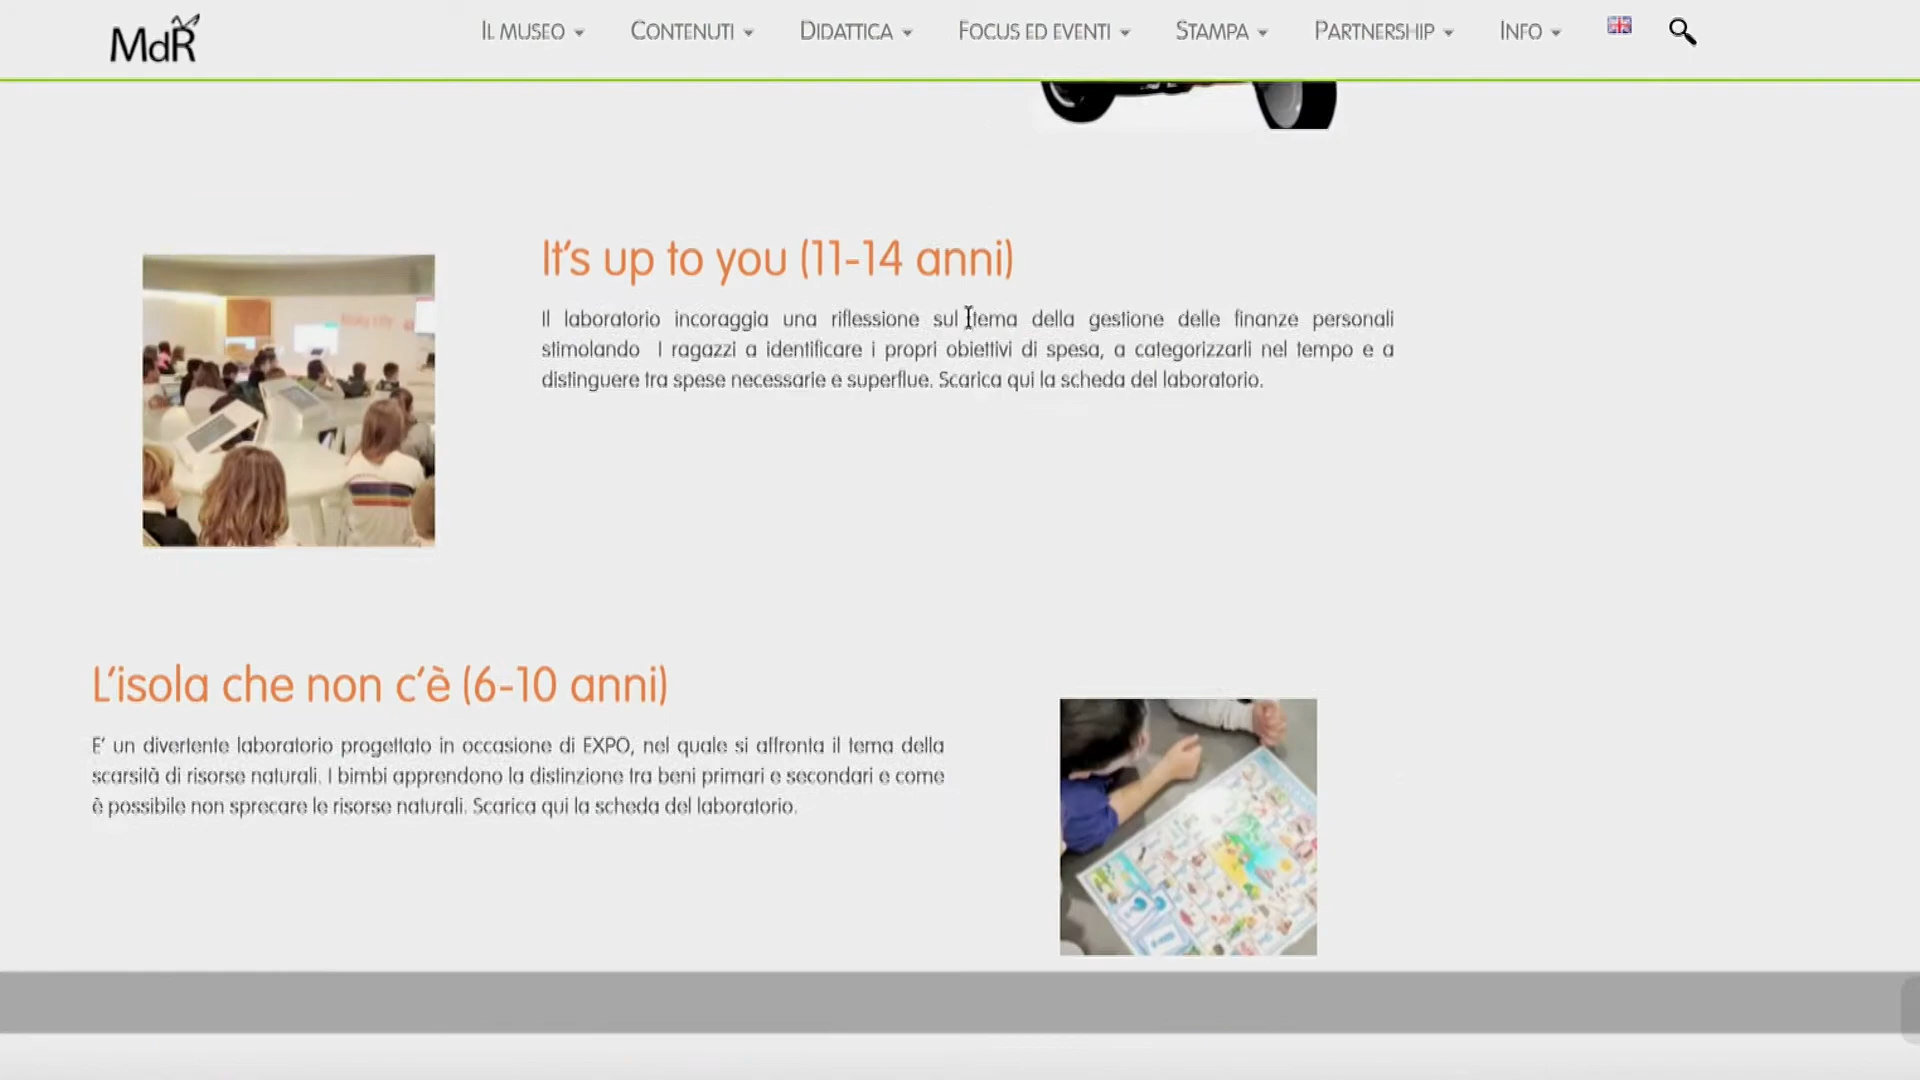 MdR
IL MUSEO
CONTENUTI
DIDATTICA
FOCUS ED EVENTI
STAMPA
PARTNERSHIP
INFO
It's up to you (11-14 anni)
Il laboratorio incoraggia una riflessione sul tema della gestione delle finanze personali
stimolando I ragazzi a identificare i propri obiettivi di spesa, a categorizzarli nel tempo e a
distinguere tra spese necessarie e superflue. Scarica qui la scheda del laboratorio.
L'isola che non c'è (6-10 anni)
E' un divertente laboratorio progettato in occasione di EXPO, nel quale si affronta il tema della
scarsità di risorse naturali. I bimbi apprendono la distinzione tra beni primari e secondari e come
è possibile non sprecare le risorse naturali. Scarica qui la scheda del laboratorio.